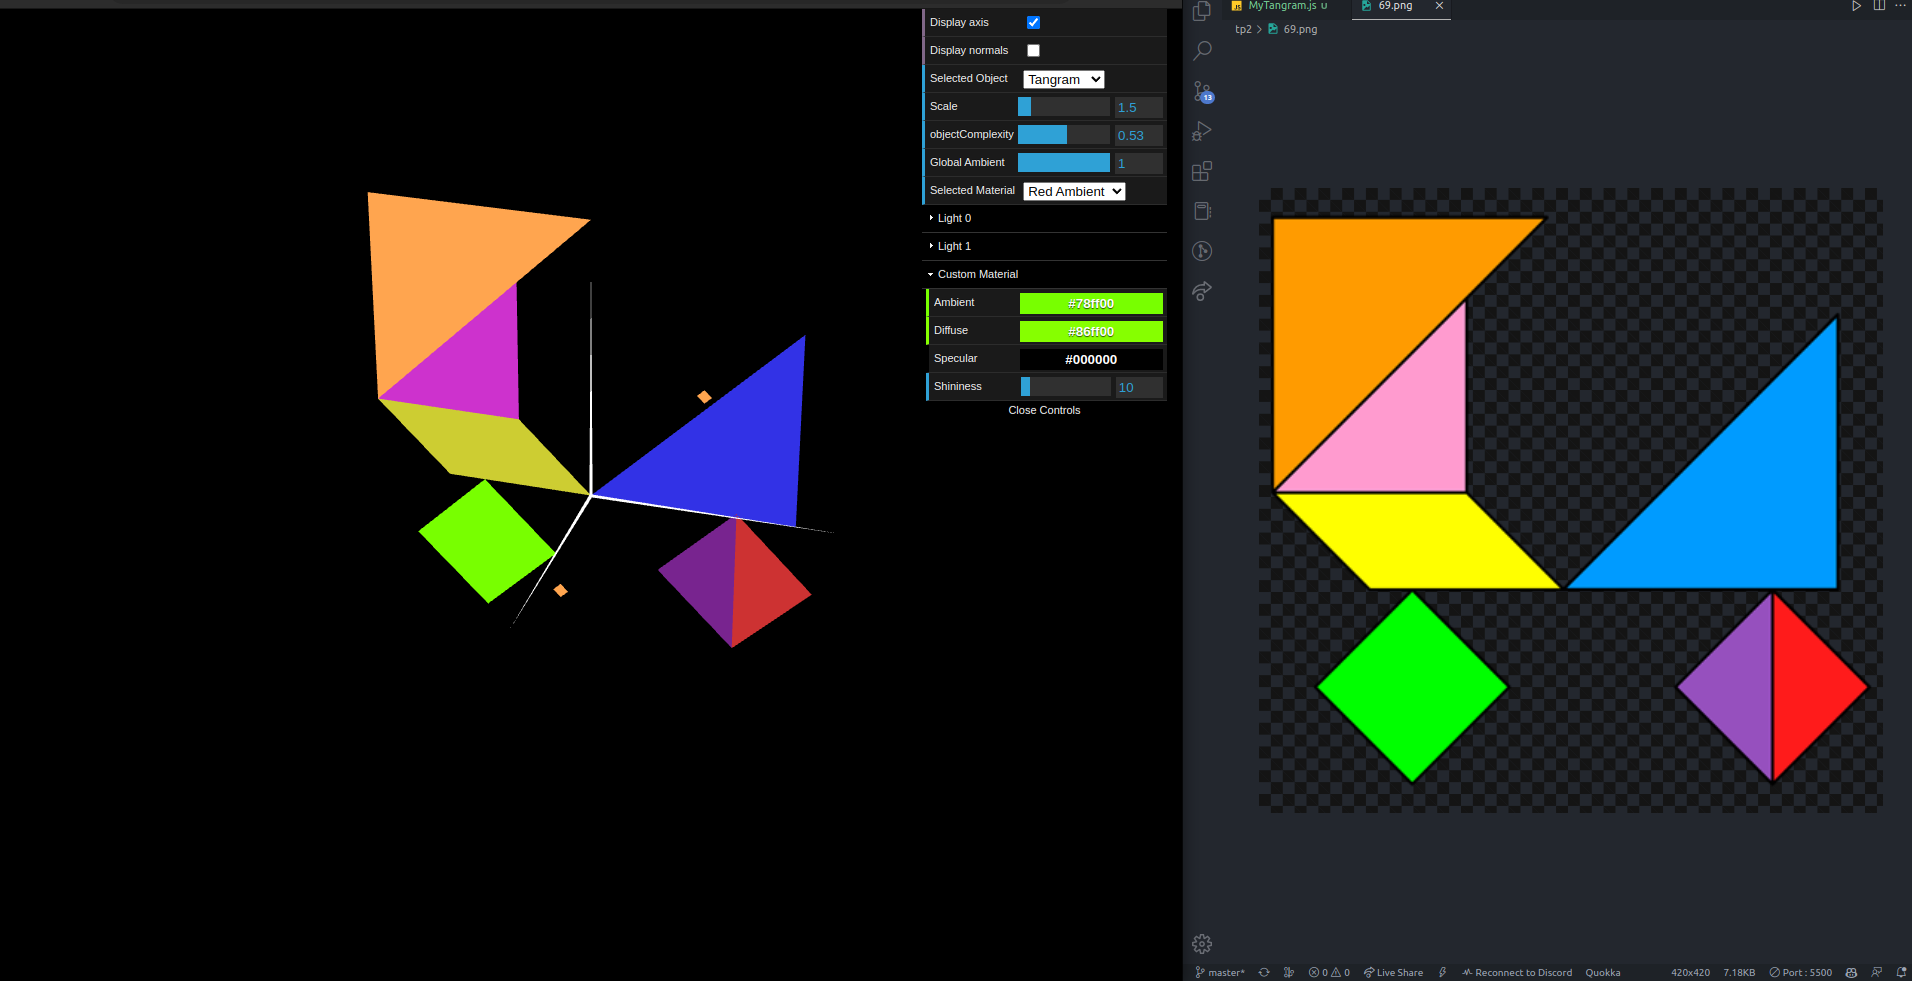 Display axis
Display normals
Selected Object Tangram
Scale 1.5
objectComplexity 0.53
Global Ambient 1
Selected Material Red Ambient
Light 0
Light 1
Custom Material
Ambient #78ff00
Diffuse #86ff00
Specular #000000
Shininess 10
Close Controls
JS MyTangram.js U 69.png
tp2 > 69.png
13
master* 0 0 Live Share Reconnect to Discord Quokka 420x420 7.18KB Port : 5500